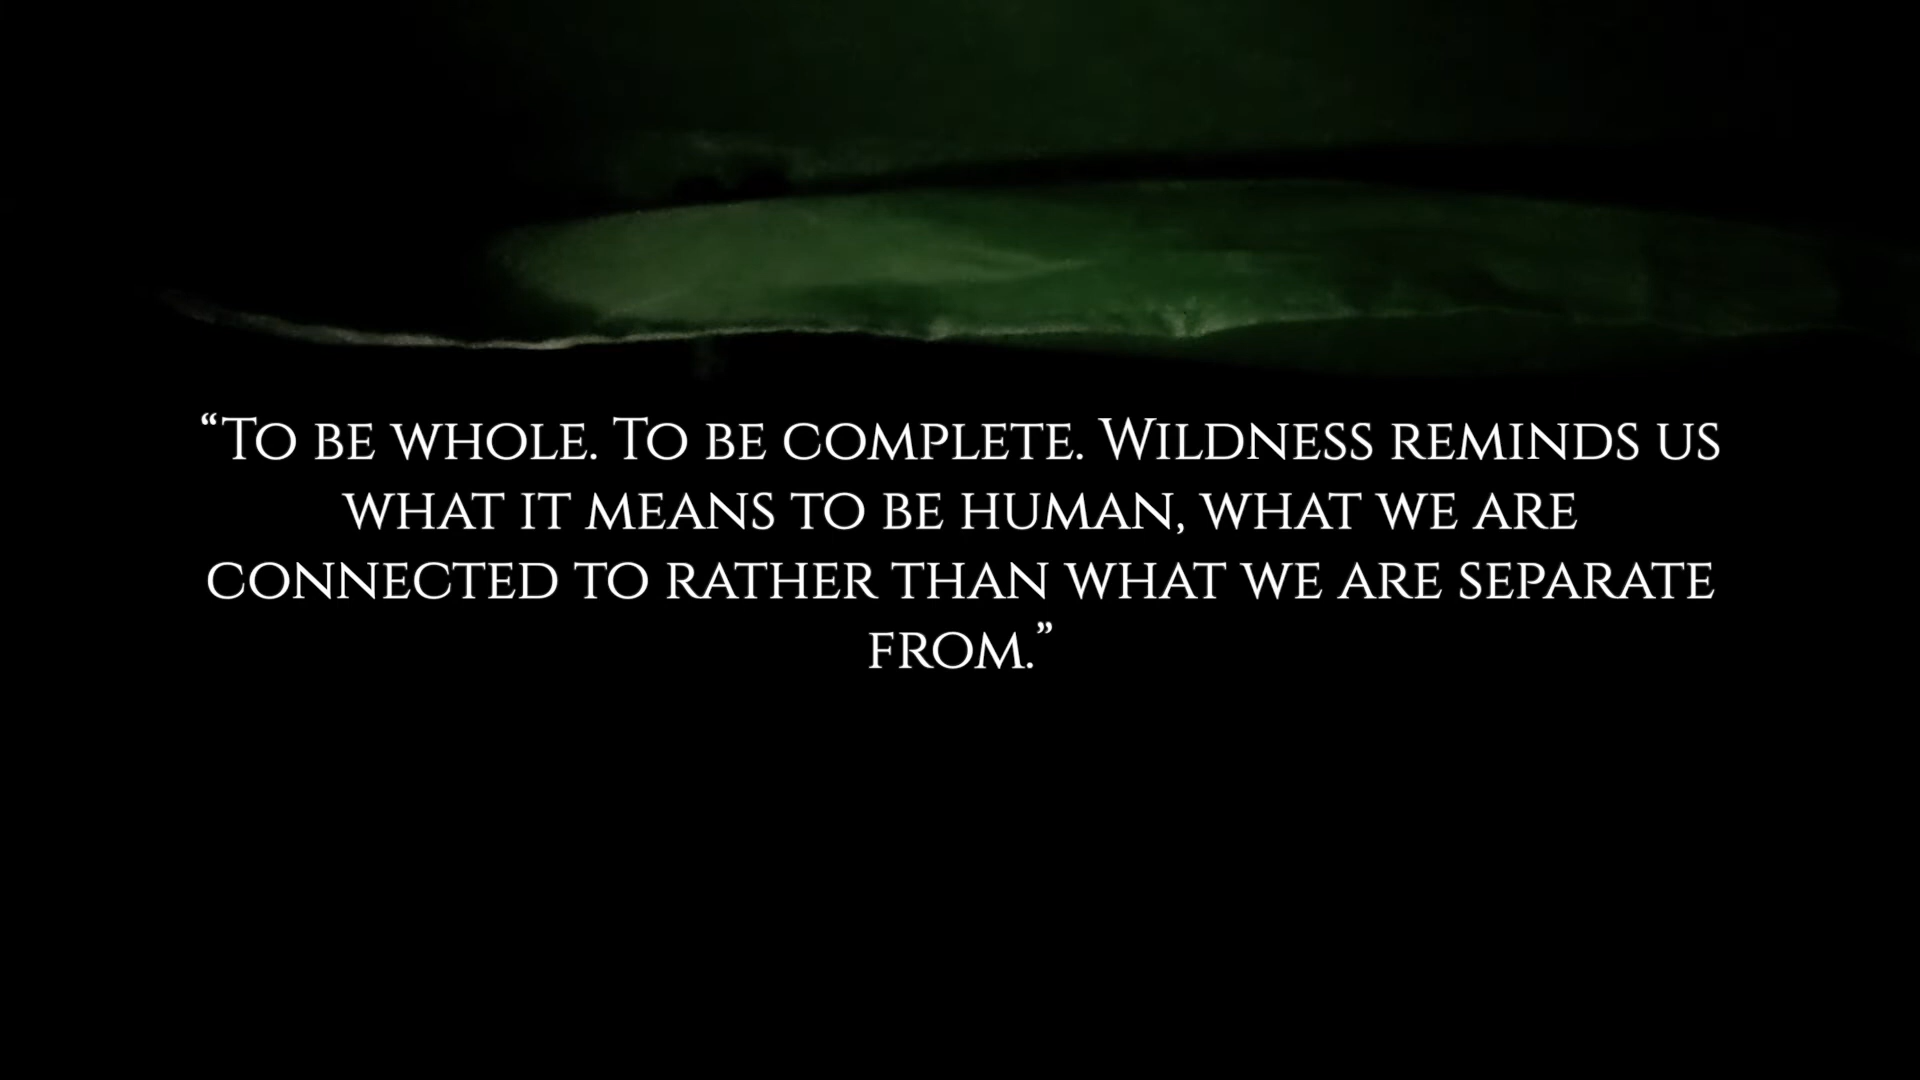 “To be whole. To be complete. Wildness reminds us
what it means to be human, what we are
connected to rather than what we are separate
from.”